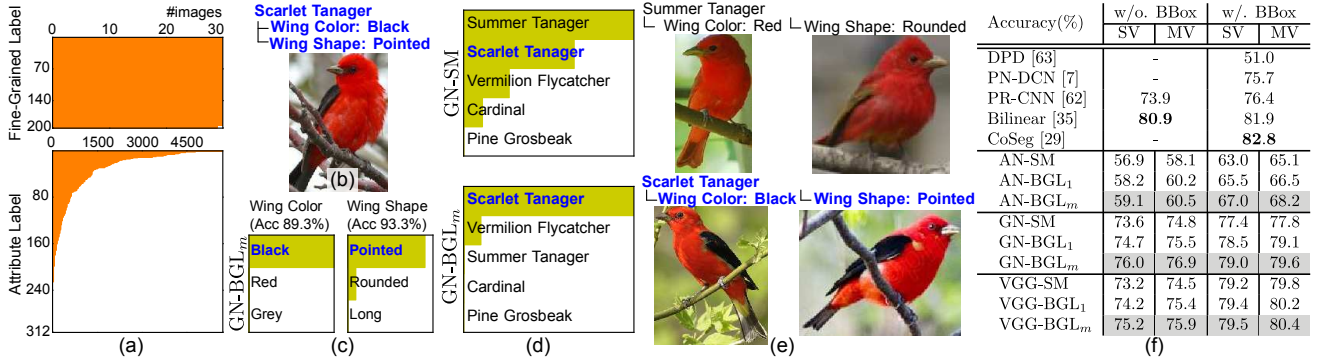 #images
0 10 20 30
Fine-Grained Label
70
140
200
0 1500 3000 4500
Attribute Label
80
160
240
312
(a)
Scarlet Tanager
Wing Color: Black
Wing Shape: Pointed
(b)
Wing Color
(Acc 89.3%)
Wing Shape
(Acc 93.3%)
GN-BGLm
Black
Red
Grey
Pointed
Rounded
Long
(c)
GN-SM
Summer Tanager
Scarlet Tanager
Vermilion Flycatcher
Cardinal
Pine Grosbeak
GN-BGLm
Scarlet Tanager
Vermilion Flycatcher
Summer Tanager
Cardinal
Pine Grosbeak
(d)
Summer Tanager
Wing Color: Red
Wing Shape: Rounded
Scarlet Tanager
Wing Color: Black
Wing Shape: Pointed
(e)
Accuracy(%) w/o. BBox w/. BBox
SV MV SV MV
DPD [63] - 51.0
PN-DCN [7] - 75.7
PR-CNN [62] 73.9 76.4
Bilinear [35] 80.9 81.9
CoSeg [29] - 82.8
AN-SM 56.9 58.1 63.0 65.1
AN-BGL1 58.2 60.2 65.5 66.5
AN-BGLm 59.1 60.5 67.0 68.2
GN-SM 73.6 74.8 77.4 77.8
GN-BGL1 74.7 75.5 78.5 79.1
GN-BGLm 76.0 76.9 79.0 79.6
VGG-SM 73.2 74.5 79.2 79.8
VGG-BGL1 74.2 75.4 79.4 80.2
VGG-BGLm 75.2 75.9 79.5 80.4
(f)